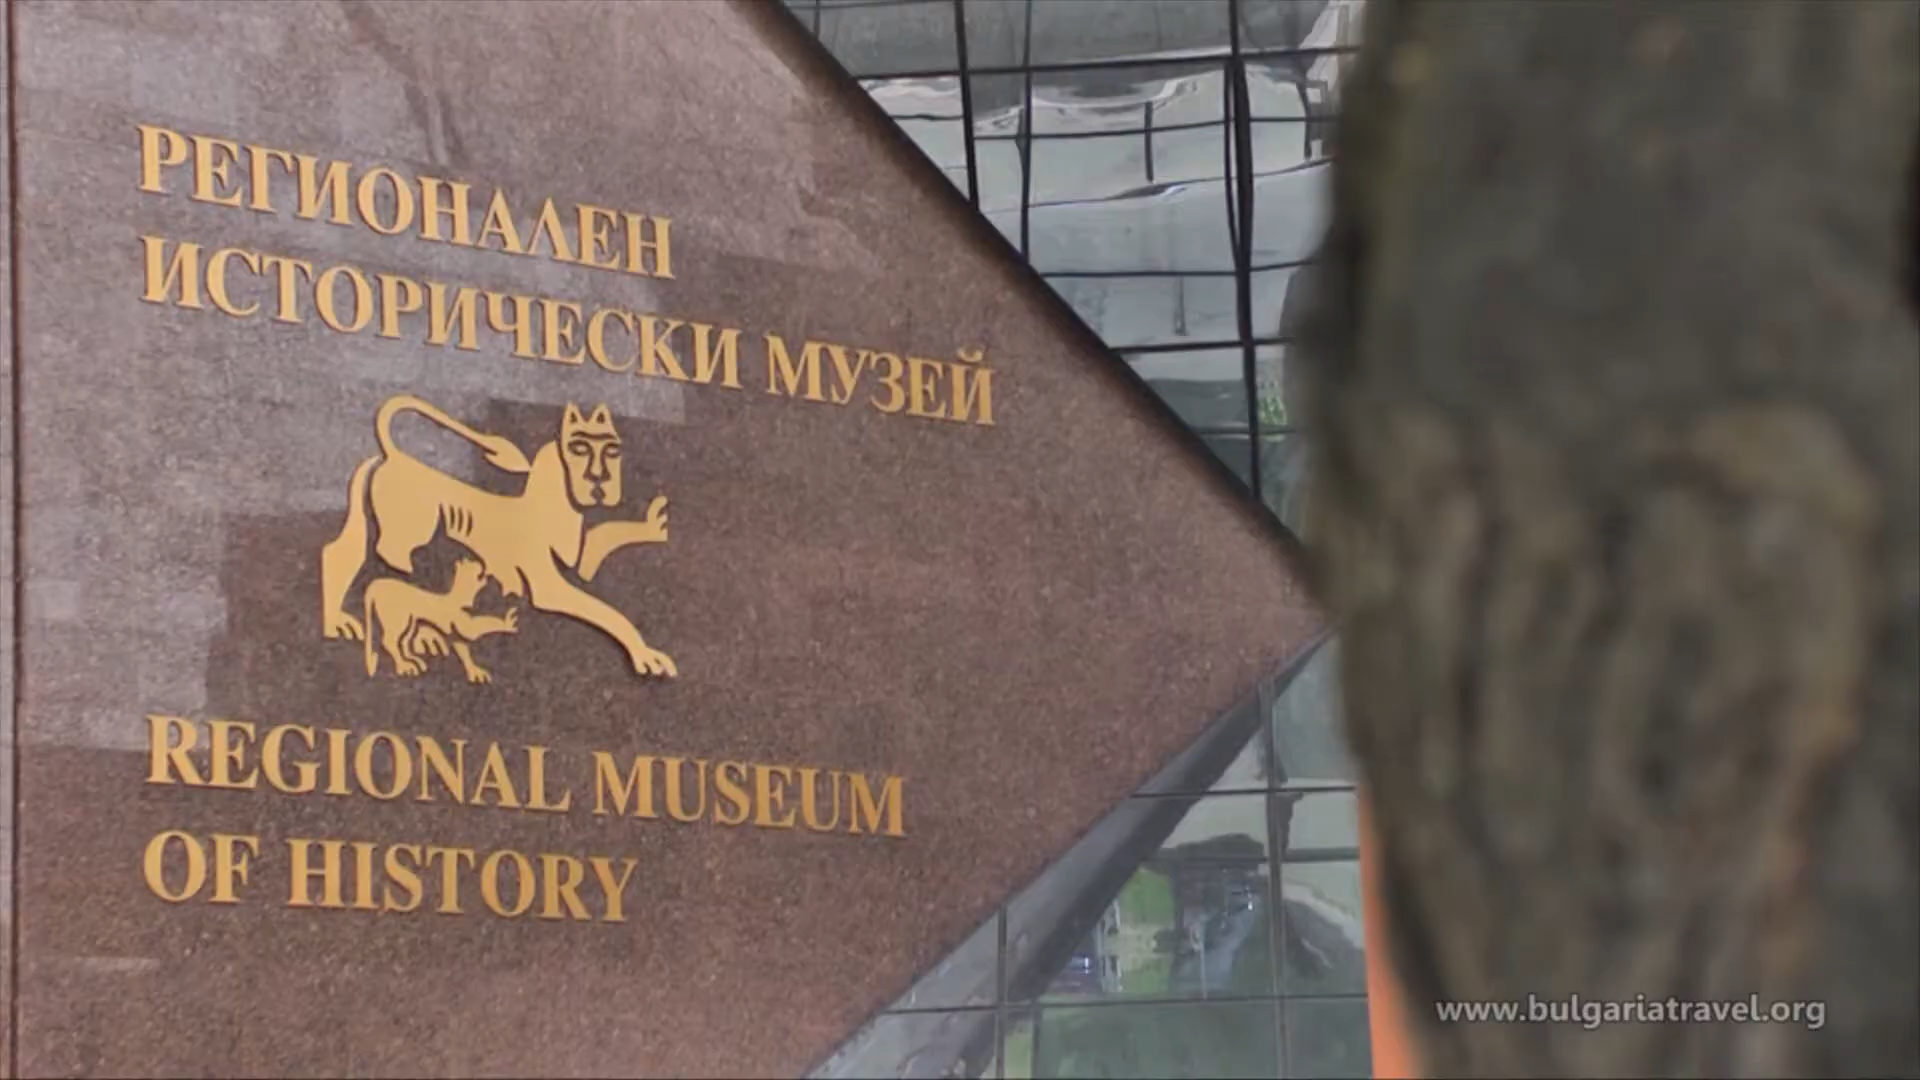 РЕГИОНАЛЕН
ИСТОРИЧЕСКИ МУЗЕЙ
REGIONAL MUSEUM
OF HISTORY
www.bulgariatravel.org